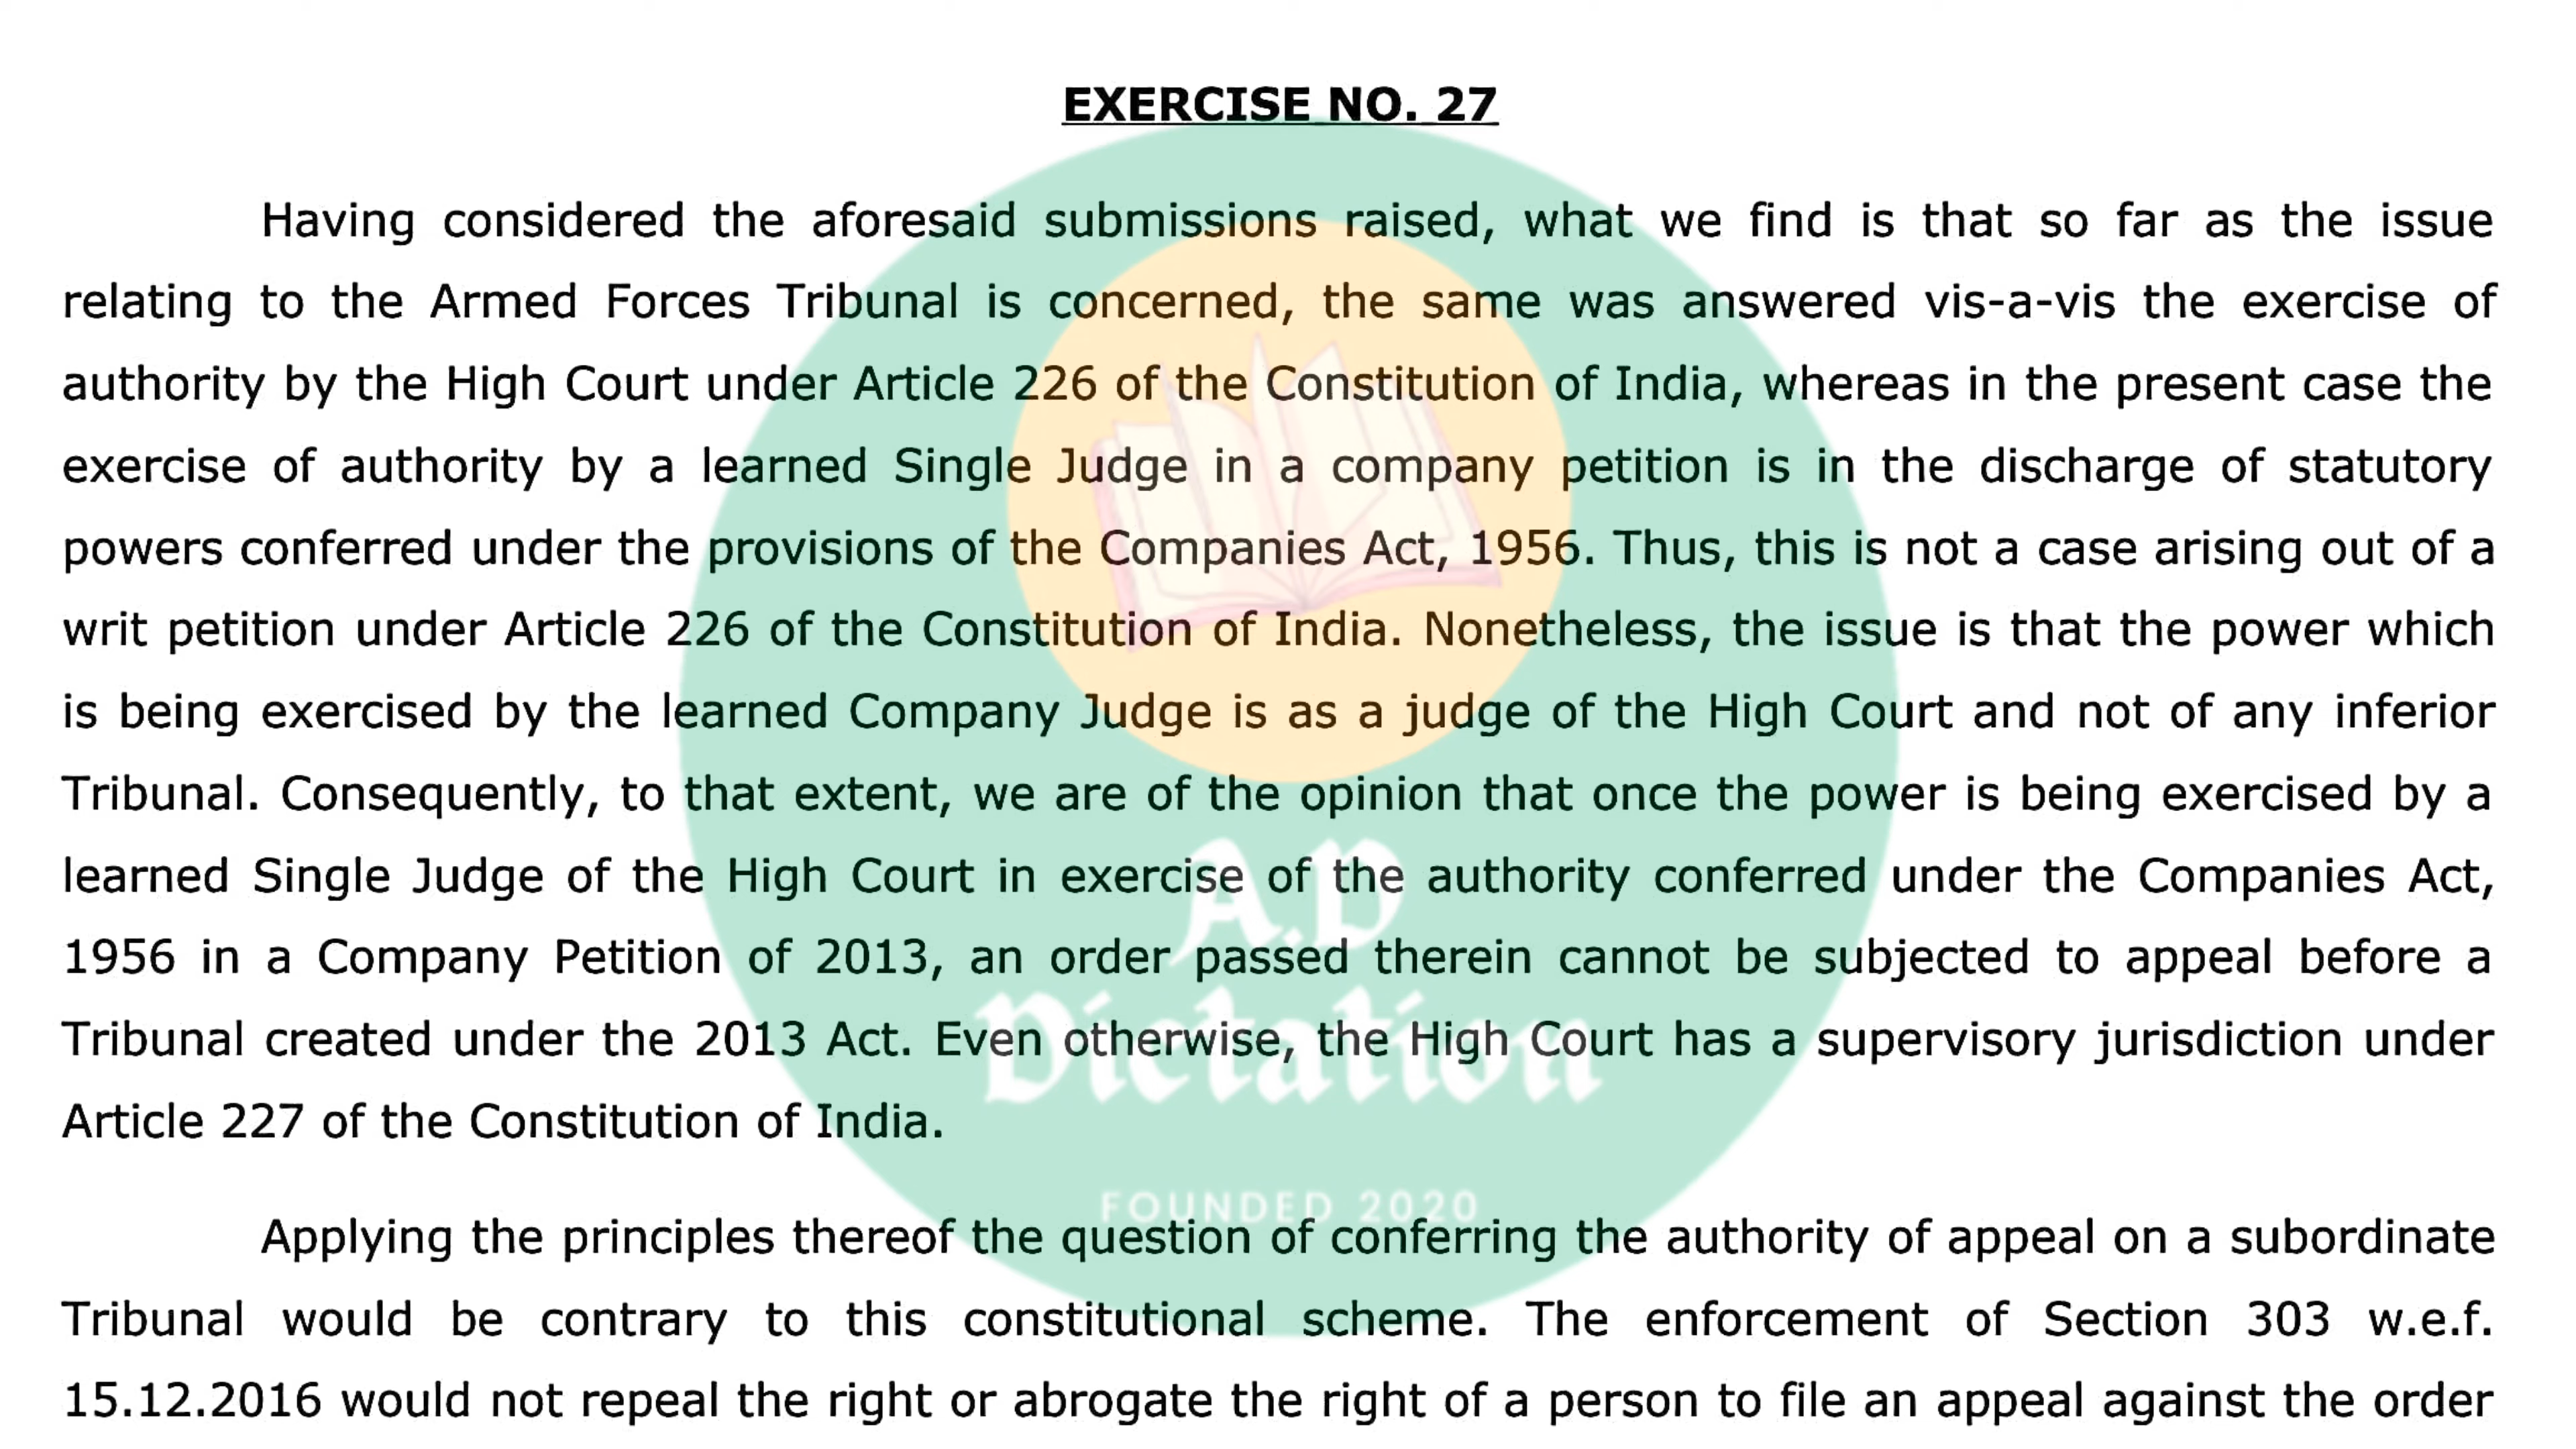 EXERCISE NO. 27
Having considered the aforesaid submissions raised, what we find is that so far as the issue
relating to the Armed Forces Tribunal is concerned, the same was answered vis-a-vis the exercise of
authority by the High Court under Article 226 of the Constitution of India, whereas in the present case the
exercise of authority by a learned Single Judge in a company petition is in the discharge of statutory
powers conferred under the provisions of the Companies Act, 1956. Thus, this is not a case arising out of a
writ petition under Article 226 of the Constitution of India. Nonetheless, the issue is that the power which
is being exercised by the learned Company Judge is as a judge of the High Court and not of any inferior
Tribunal. Consequently, to that extent, we are of the opinion that once the power is being exercised by a
learned Single Judge of the High Court in exercise of the authority conferred under the Companies Act,
1956 in a Company Petition of 2013, an order passed therein cannot be subjected to appeal before a
Tribunal created under the 2013 Act. Even otherwise, the High Court has a supervisory jurisdiction under
Article 227 of the Constitution of India.
Applying the principles thereof the question of conferring the authority of appeal on a subordinate
Tribunal would be contrary to this constitutional scheme. The enforcement of Section 303 w.e.f.
15.12.2016 would not repeal the right or abrogate the right of a person to file an appeal against the order
A.D
Dictation
FOUNDED 2020